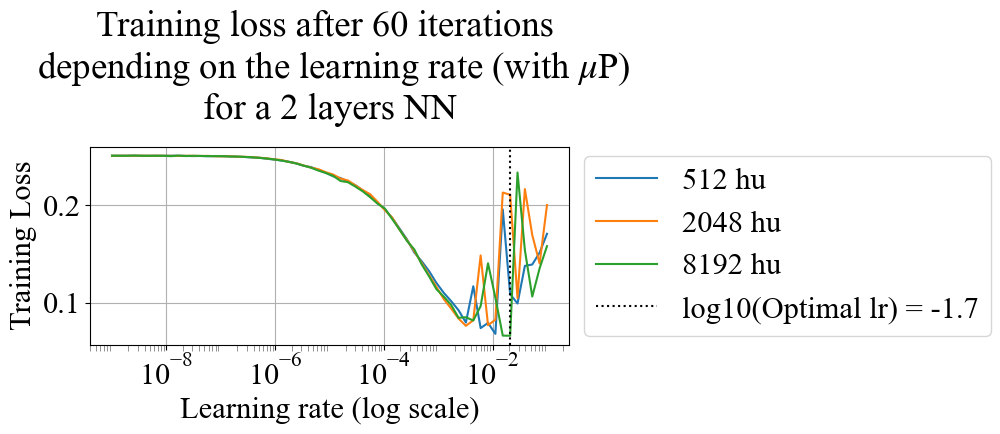 Training loss after 60 iterations
depending on the learning rate (with μP)
for a 2 layers NN
Training Loss
0.2
0.1
10⁻⁸ 10⁻⁶ 10⁻⁴ 10⁻²
Learning rate (log scale)
512 hu
2048 hu
8192 hu
log10(Optimal lr) = -1.7